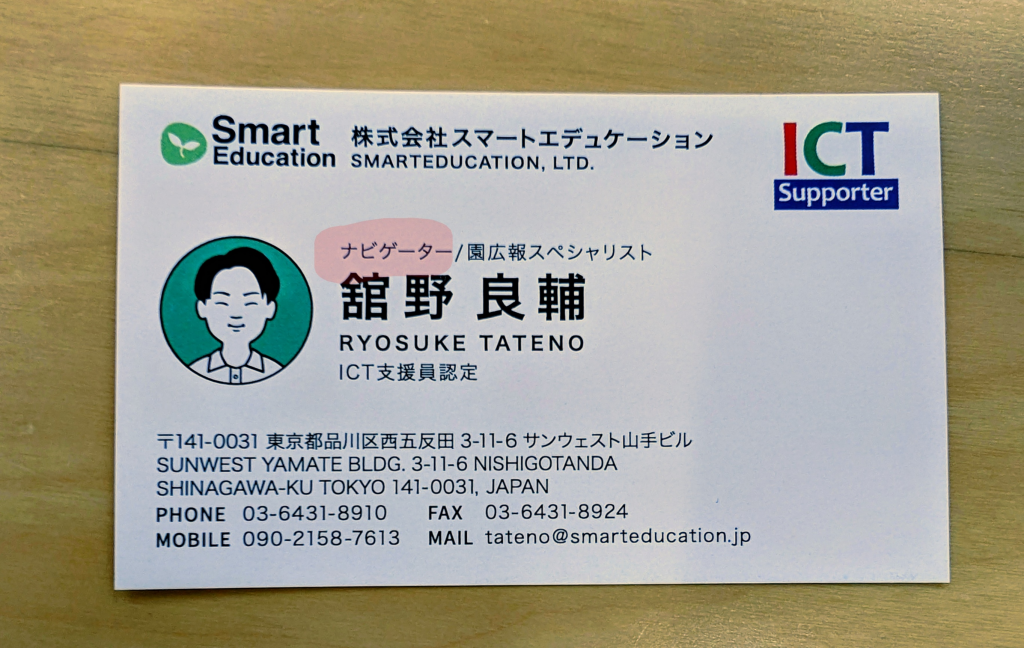 Smart Education
株式会社スマートエデュケーション
SMARTEDUCATION, LTD.
ICT
Supporter
ナビゲーター/園広報スペシャリスト
舘野 良輔
RYOSUKE TATENO
ICT支援員認定
〒141-0031 東京都品川区西五反田 3-11-6 サンウェスト山手ビル
SUNWEST YAMATE BLDG. 3-11-6 NISHIGOTANDA
SHINAGAWA-KU TOKYO 141-0031, JAPAN
PHONE 03-6431-8910 FAX 03-6431-8924
MOBILE 090-2158-7613 MAIL tateno@smarteducation.jp